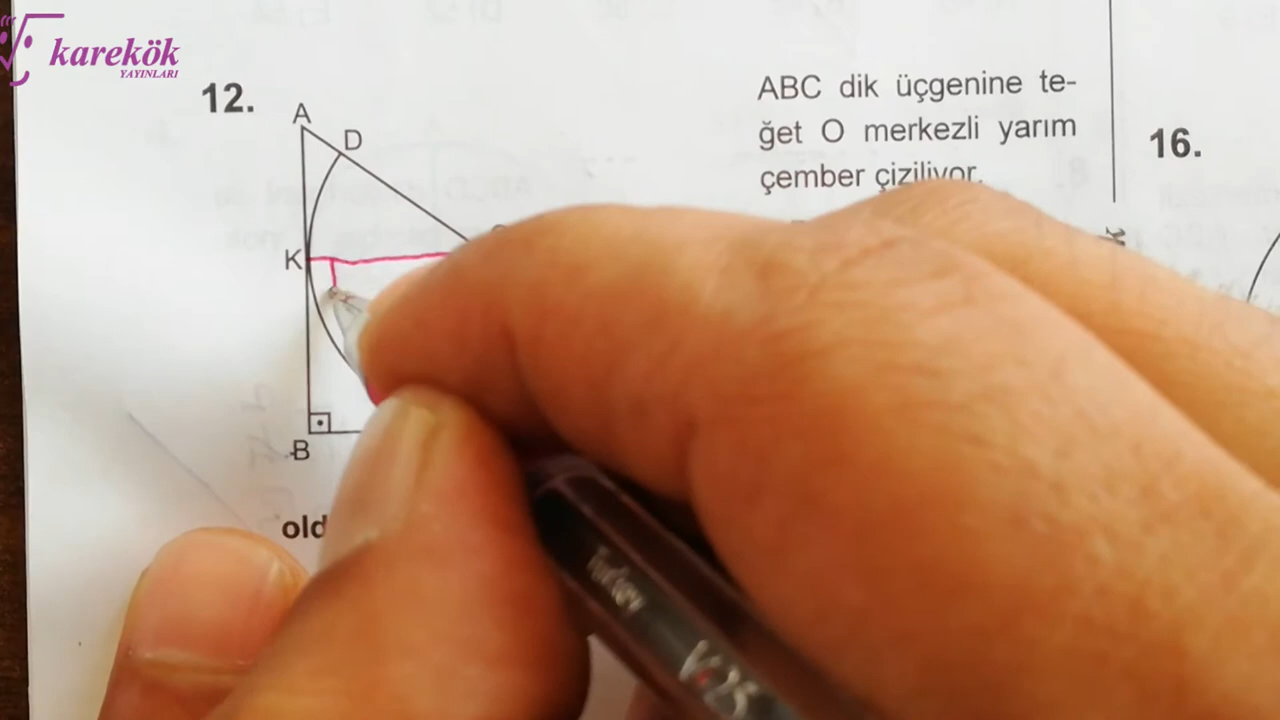 karekök
YAYINLARI
12.
A
D
K
B
ABC dik üçgenine te-
ğet O merkezli yarım
çember çiziliyor.
16.
old